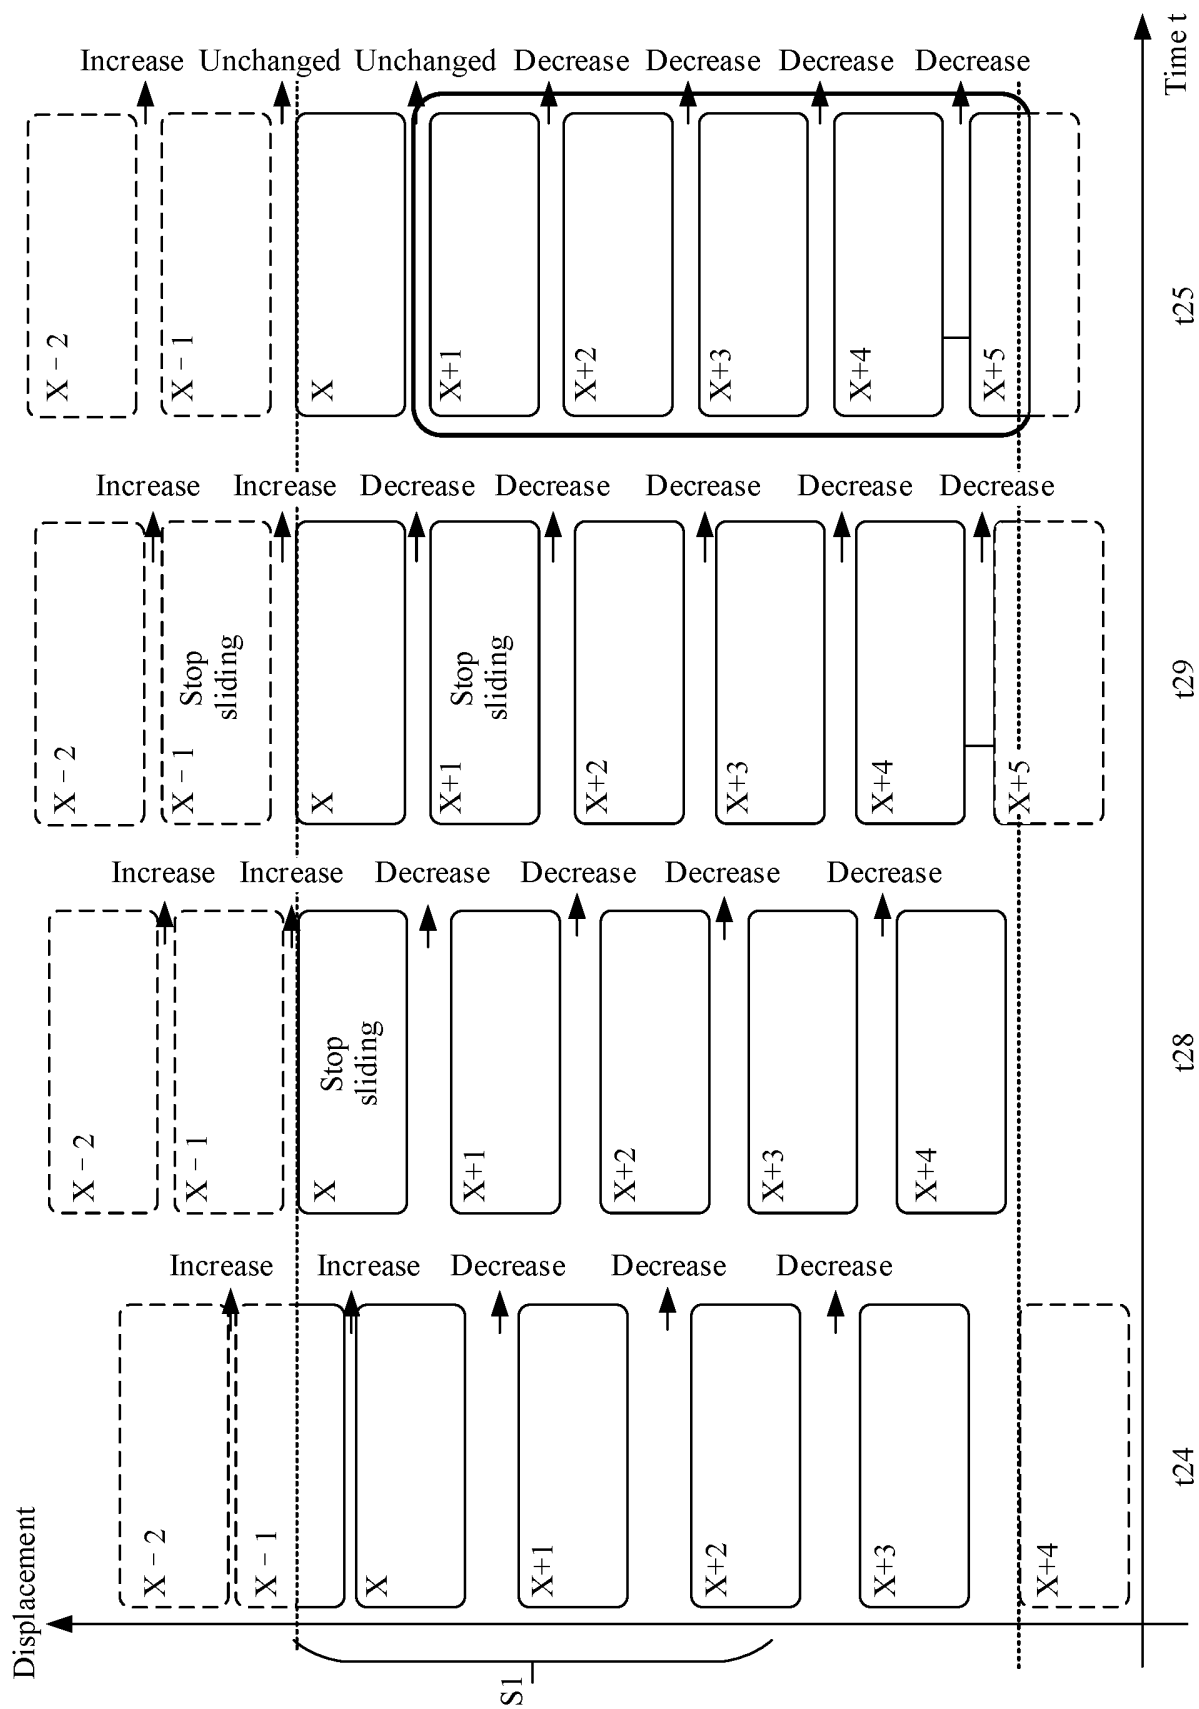 Displacement
S1
Increase
Increase
Decrease
Decrease
Decrease
X − 2
X − 1
X
X+1
X+2
X+3
X+4
t24
Increase
Increase
Decrease
Decrease
Decrease
Decrease
X − 2
X − 1
X
Stop
sliding
X+1
X+2
X+3
X+4
t28
Increase
Increase
Decrease
Decrease
Decrease
Decrease
Decrease
X − 2
X − 1
Stop
sliding
X
X+1
Stop
sliding
X+2
X+3
X+4
X+5
t29
Increase
Unchanged
Unchanged
Decrease
Decrease
Decrease
Decrease
X − 2
X − 1
X
X+1
X+2
X+3
X+4
X+5
t25
Time t